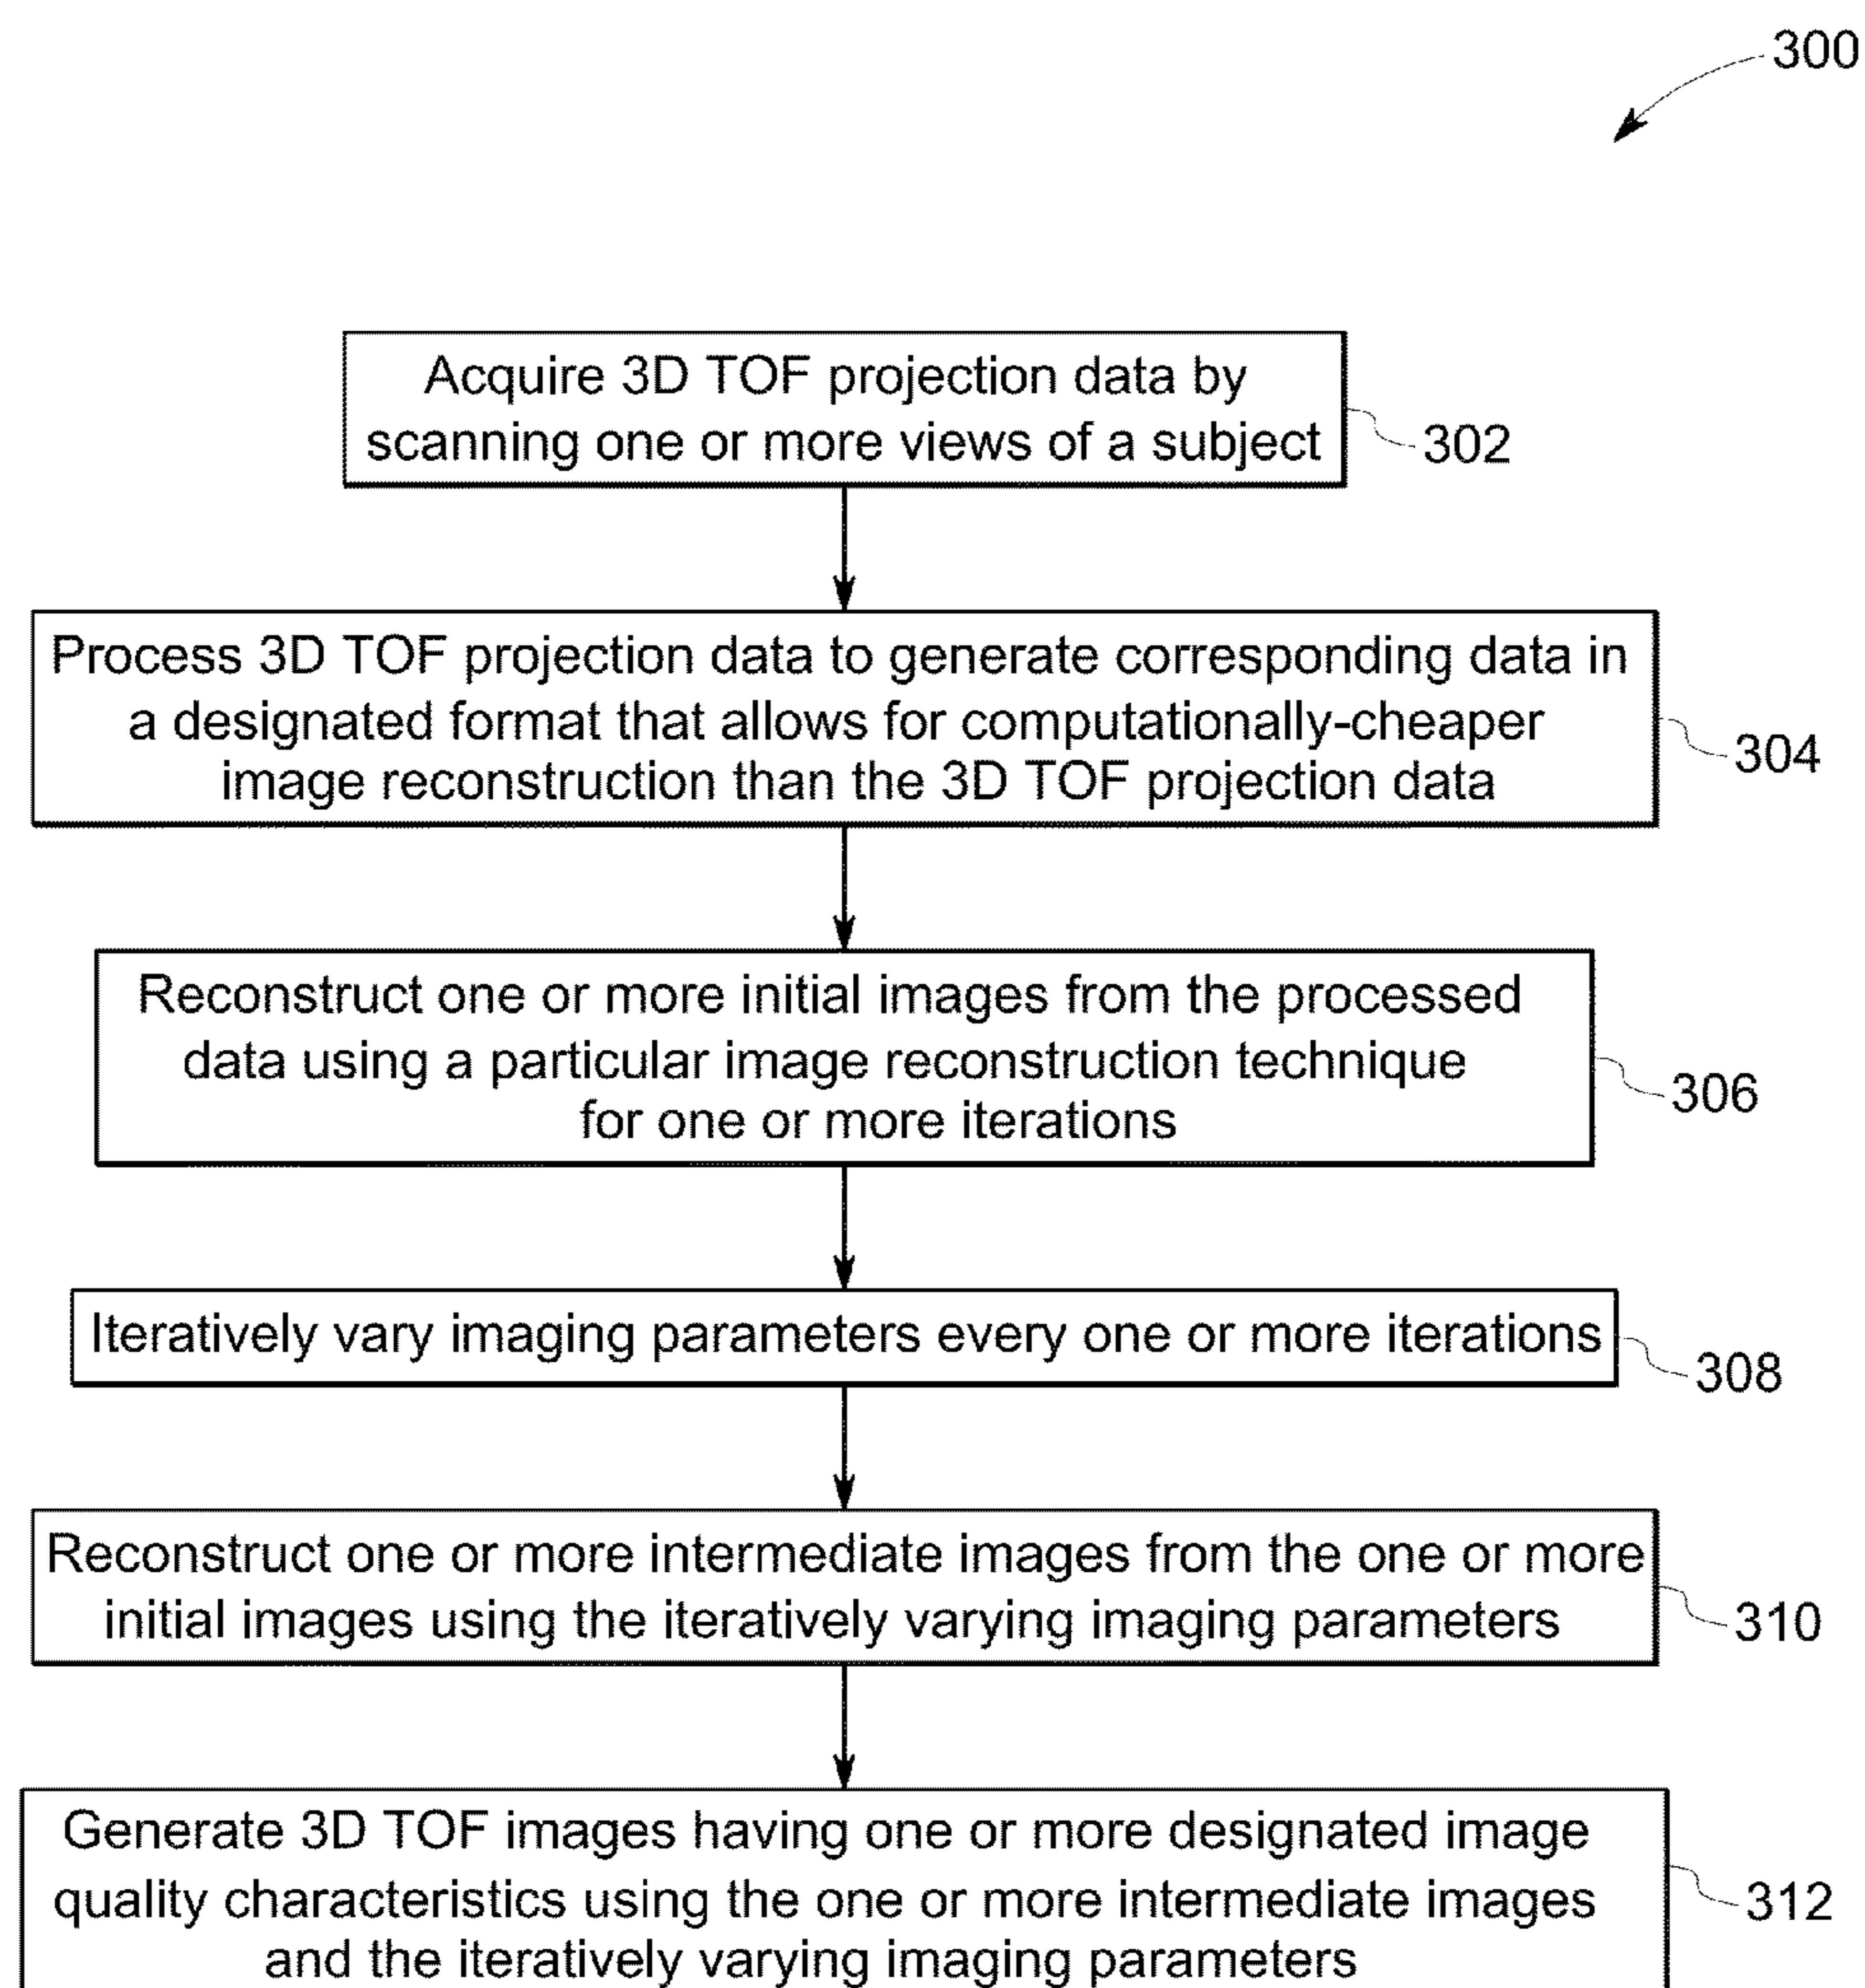 300
Acquire 3D TOF projection data by
scanning one or more views of a subject
302
Process 3D TOF projection data to generate corresponding data in
a designated format that allows for computationally-cheaper
image reconstruction than the 3D TOF projection data
304
Reconstruct one or more initial images from the processed
data using a particular image reconstruction technique
for one or more iterations
306
Iteratively vary imaging parameters every one or more iterations
308
Reconstruct one or more intermediate images from the one or more
initial images using the iteratively varying imaging parameters
310
Generate 3D TOF images having one or more designated image
quality characteristics using the one or more intermediate images
and the iteratively varying imaging parameters
312